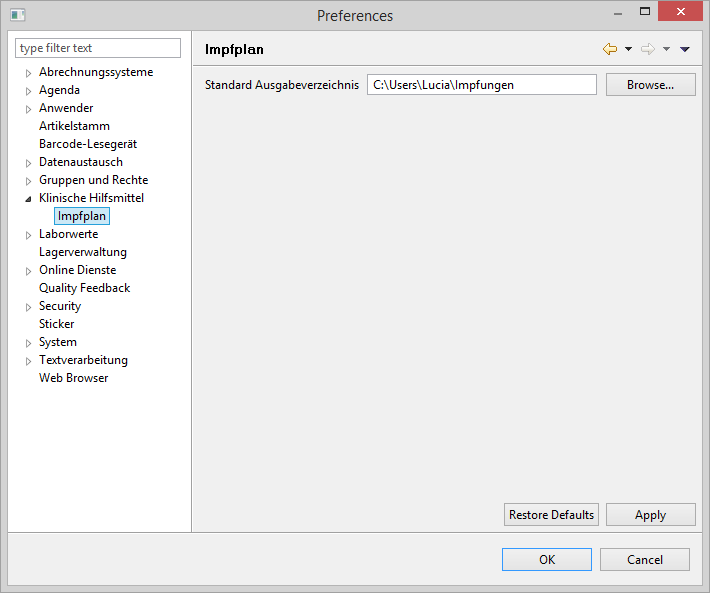 Preferences
type filter text
Abrechnungssysteme
Agenda
Anwender
Artikelstamm
Barcode-Lesegerät
Datenaustausch
Gruppen und Rechte
Klinische Hilfsmittel
Impfplan
Laborwerte
Lagerverwaltung
Online Dienste
Quality Feedback
Security
Sticker
System
Textverarbeitung
Web Browser
Impfplan
Standard Ausgabeverzeichnis C:\Users\Lucia\Impfungen Browse...
Restore Defaults Apply
OK Cancel